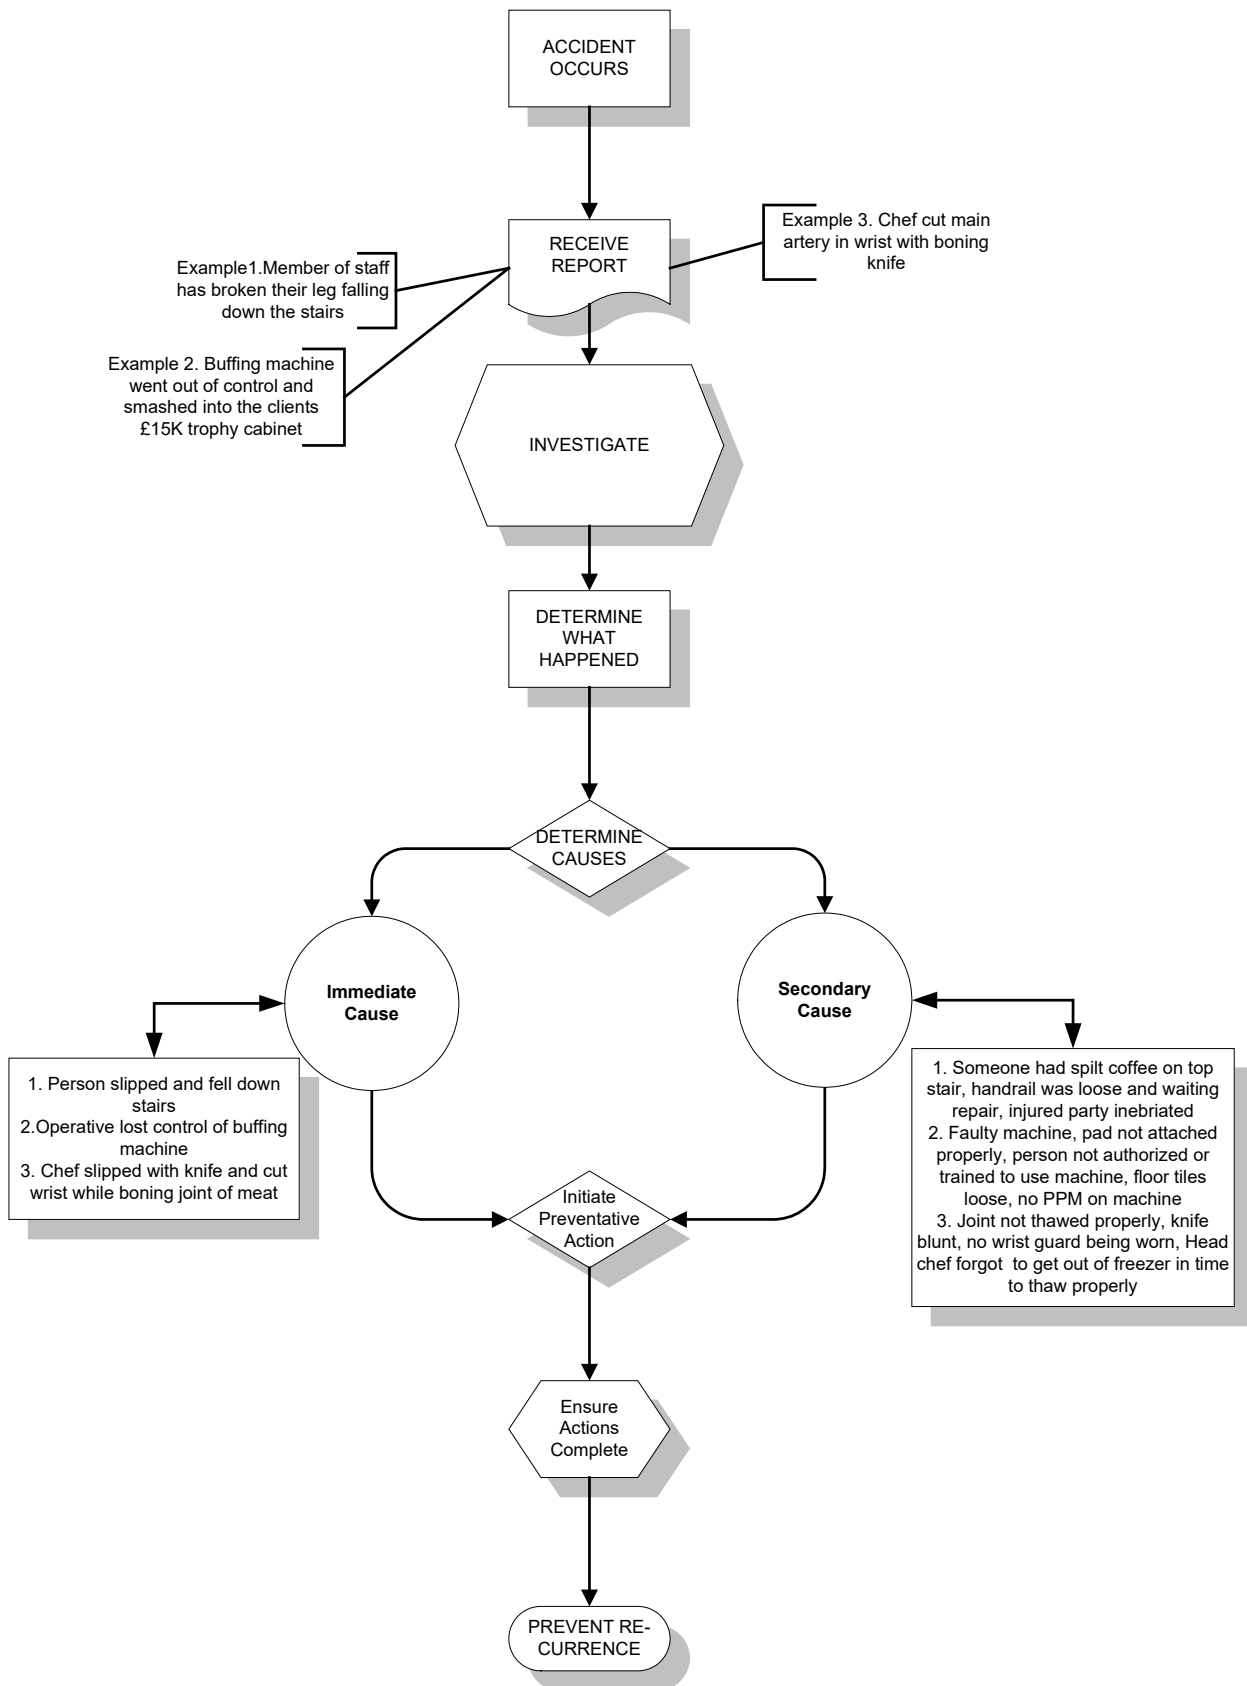 ACCIDENT
OCCURS
RECEIVE
REPORT
Example 3. Chef cut main
artery in wrist with boning
knife
Example1.Member of staff
has broken their leg falling
down the stairs
Example 2. Buffing machine
went out of control and
smashed into the clients
£15K trophy cabinet
INVESTIGATE
DETERMINE
WHAT
HAPPENED
DETERMINE
CAUSES
Immediate
Cause
Secondary
Cause
1. Person slipped and fell down
stairs
2.Operative lost control of buffing
machine
3. Chef slipped with knife and cut
wrist while boning joint of meat
1. Someone had spilt coffee on top
stair, handrail was loose and waiting
repair, injured party inebriated
2. Faulty machine, pad not attached
properly, person not authorized or
trained to use machine, floor tiles
loose, no PPM on machine
3. Joint not thawed properly, knife
blunt, no wrist guard being worn, Head
chef forgot  to get out of freezer in time
to thaw properly
Initiate
Preventative
Action
Ensure
Actions
Complete
PREVENT RE-
CURRENCE